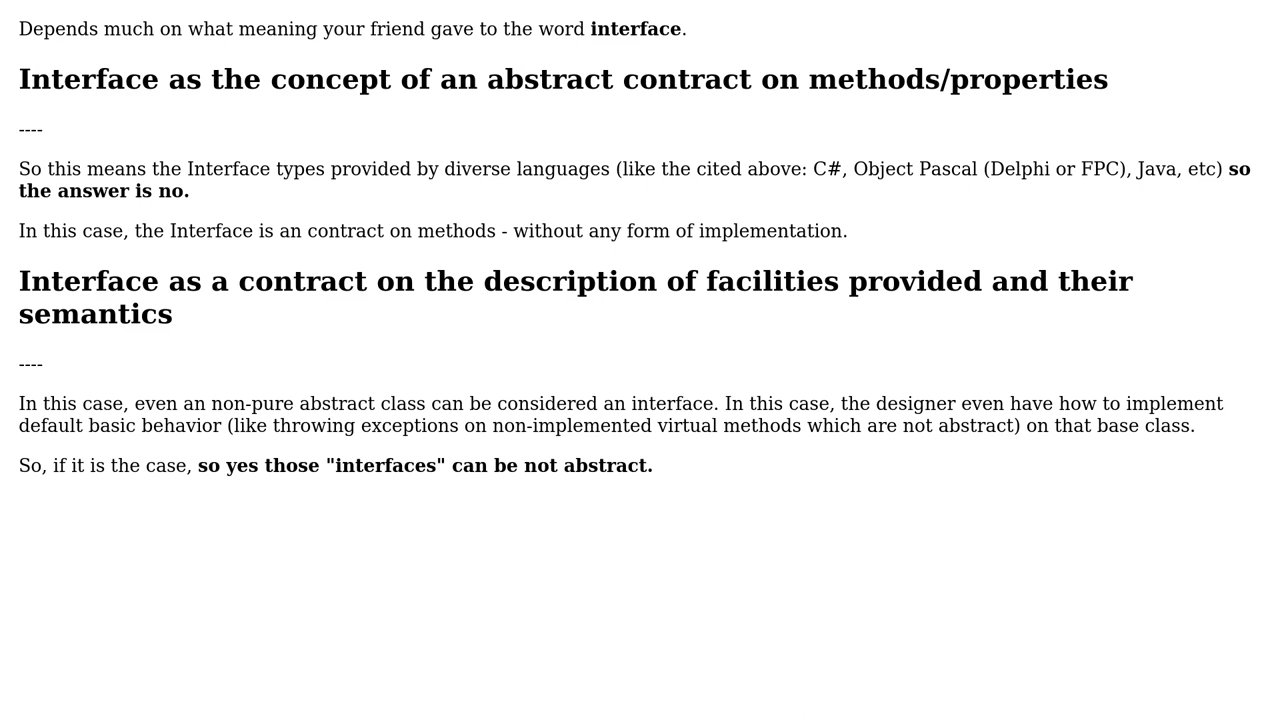 Depends much on what meaning your friend gave to the word interface.
Interface as the concept of an abstract contract on methods/properties
----
So this means the Interface types provided by diverse languages (like the cited above: C#, Object Pascal (Delphi or FPC), Java, etc) so
the answer is no.
In this case, the Interface is an contract on methods - without any form of implementation.
Interface as a contract on the description of facilities provided and their
semantics
----
In this case, even an non-pure abstract class can be considered an interface. In this case, the designer even have how to implement
default basic behavior (like throwing exceptions on non-implemented virtual methods which are not abstract) on that base class.
So, if it is the case, so yes those "interfaces" can be not abstract.